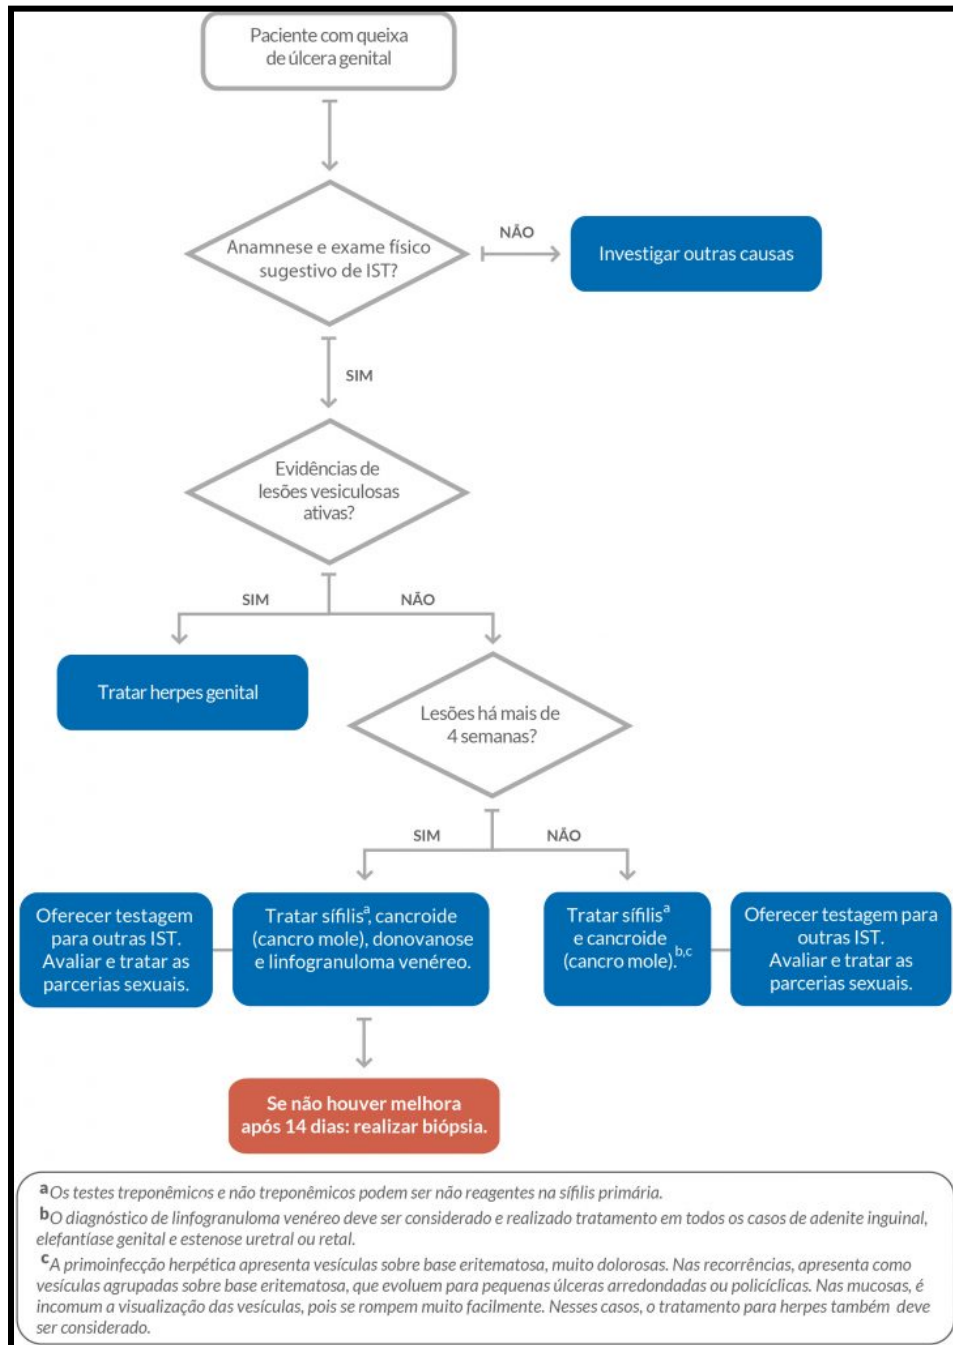 Paciente com queixa
de úlcera genital
Anamnese e exame físico
sugestivo de IST?
NÃO
Investigar outras causas
SIM
Evidências de
lesões vesiculosas
ativas?
SIM
NÃO
Tratar herpes genital
Lesões há mais de
4 semanas?
SIM
NÃO
Oferecer testagem
para outras IST.
Avaliar e tratar as
parcerias sexuais.
Tratar sífilisª, cancroide
(cancro mole), donovanose
e linfogranuloma venéreo.
Tratar sífilisª
e cancroide
(cancro mole).b,c
Oferecer testagem para
outras IST.
Avaliar e tratar as
parcerias sexuais.
Se não houver melhora
após 14 dias: realizar biópsia.
a Os testes treponêmicos e não treponêmicos podem ser não reagentes na sífilis primária.
b O diagnóstico de linfogranuloma venéreo deve ser considerado e realizado tratamento em todos os casos de adenite inguinal,
elefantíase genital e estenose uretral ou retal.
c A primoinfecção herpética apresenta vesículas sobre base eritematosa, muito dolorosas. Nas recorrências, apresenta como
vesículas agrupadas sobre base eritematosa, que evoluem para pequenas úlceras arredondadas ou policíclicas. Nas mucosas, é
incomum a visualização das vesículas, pois se rompem muito facilmente. Nesses casos, o tratamento para herpes também deve
ser considerado.